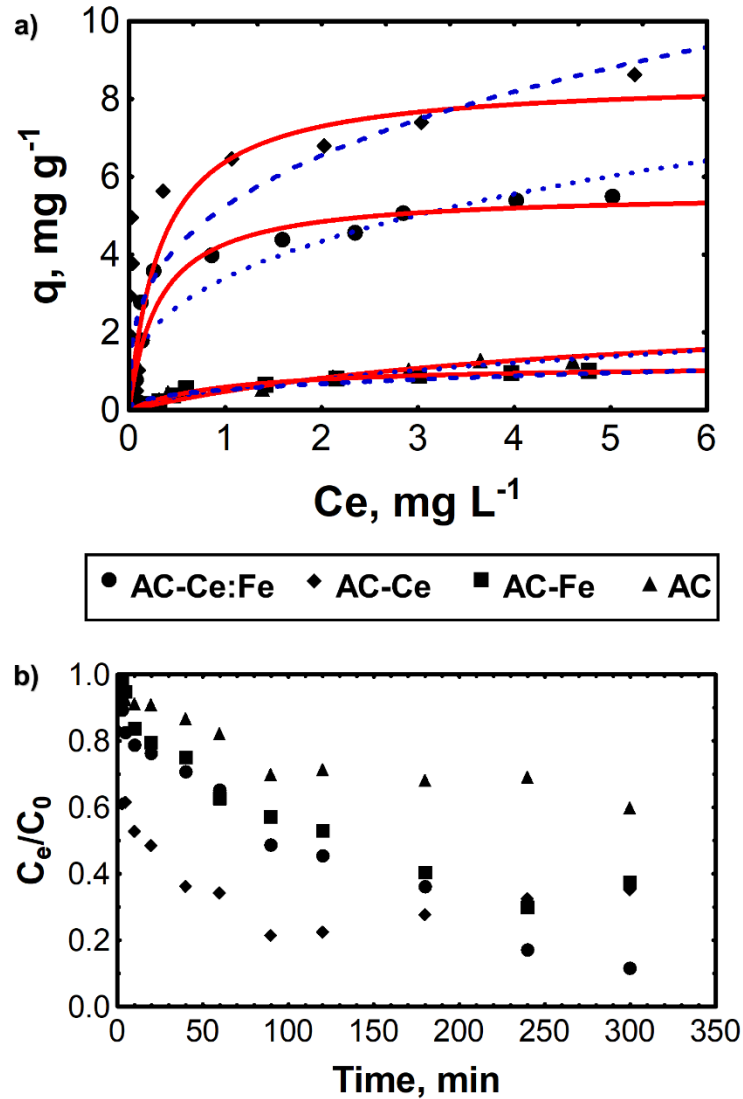 a)
10
8
6
4
2
0
q, mg g⁻¹
0 1 2 3 4 5 6
Ce, mg L⁻¹
AC-Ce:Fe AC-Ce AC-Fe AC
b)
1.0
0.8
0.6
0.4
0.2
0.0
Cₑ/C₀
0 50 100 150 200 250 300 350
Time, min